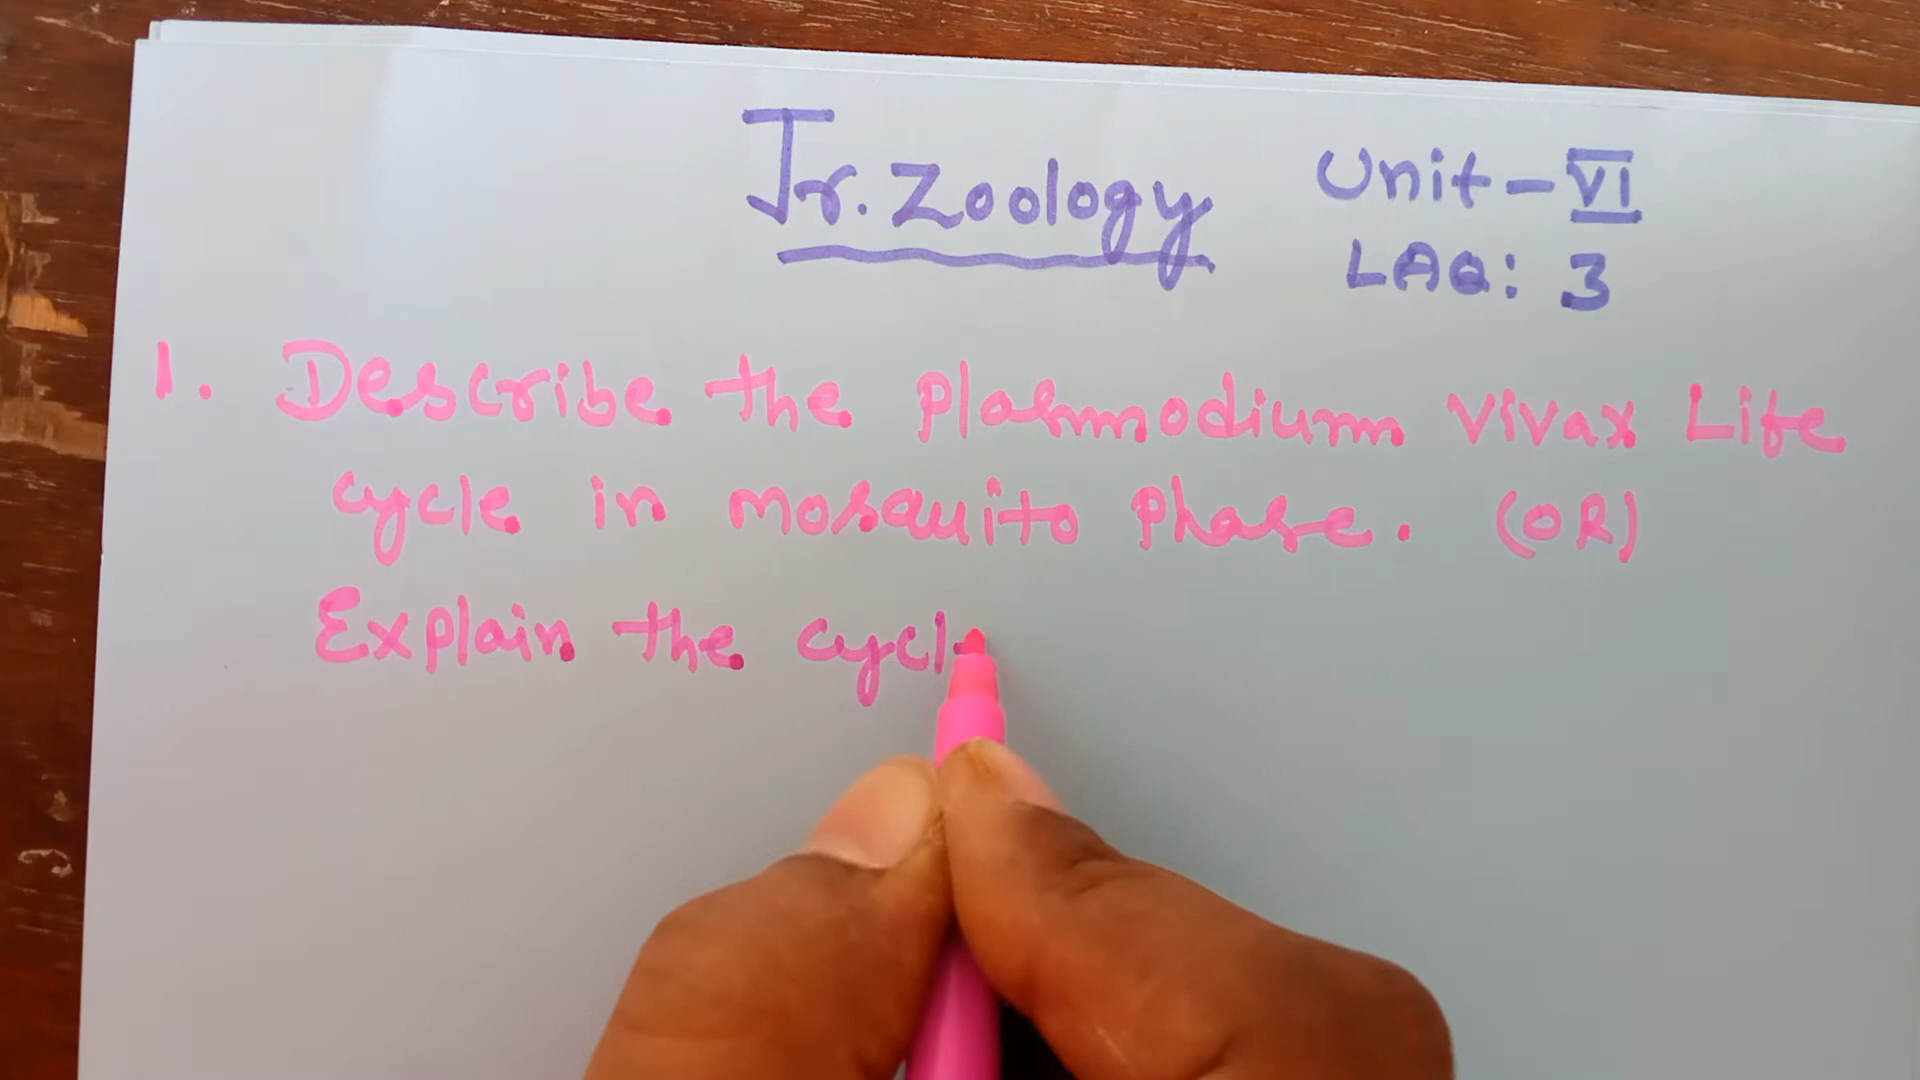 Jr. Zoology Unit - VI
LAQ: 3
1. Describe the plasmodium vivax Life
cycle in mosquito phase. (OR)
Explain the cycle